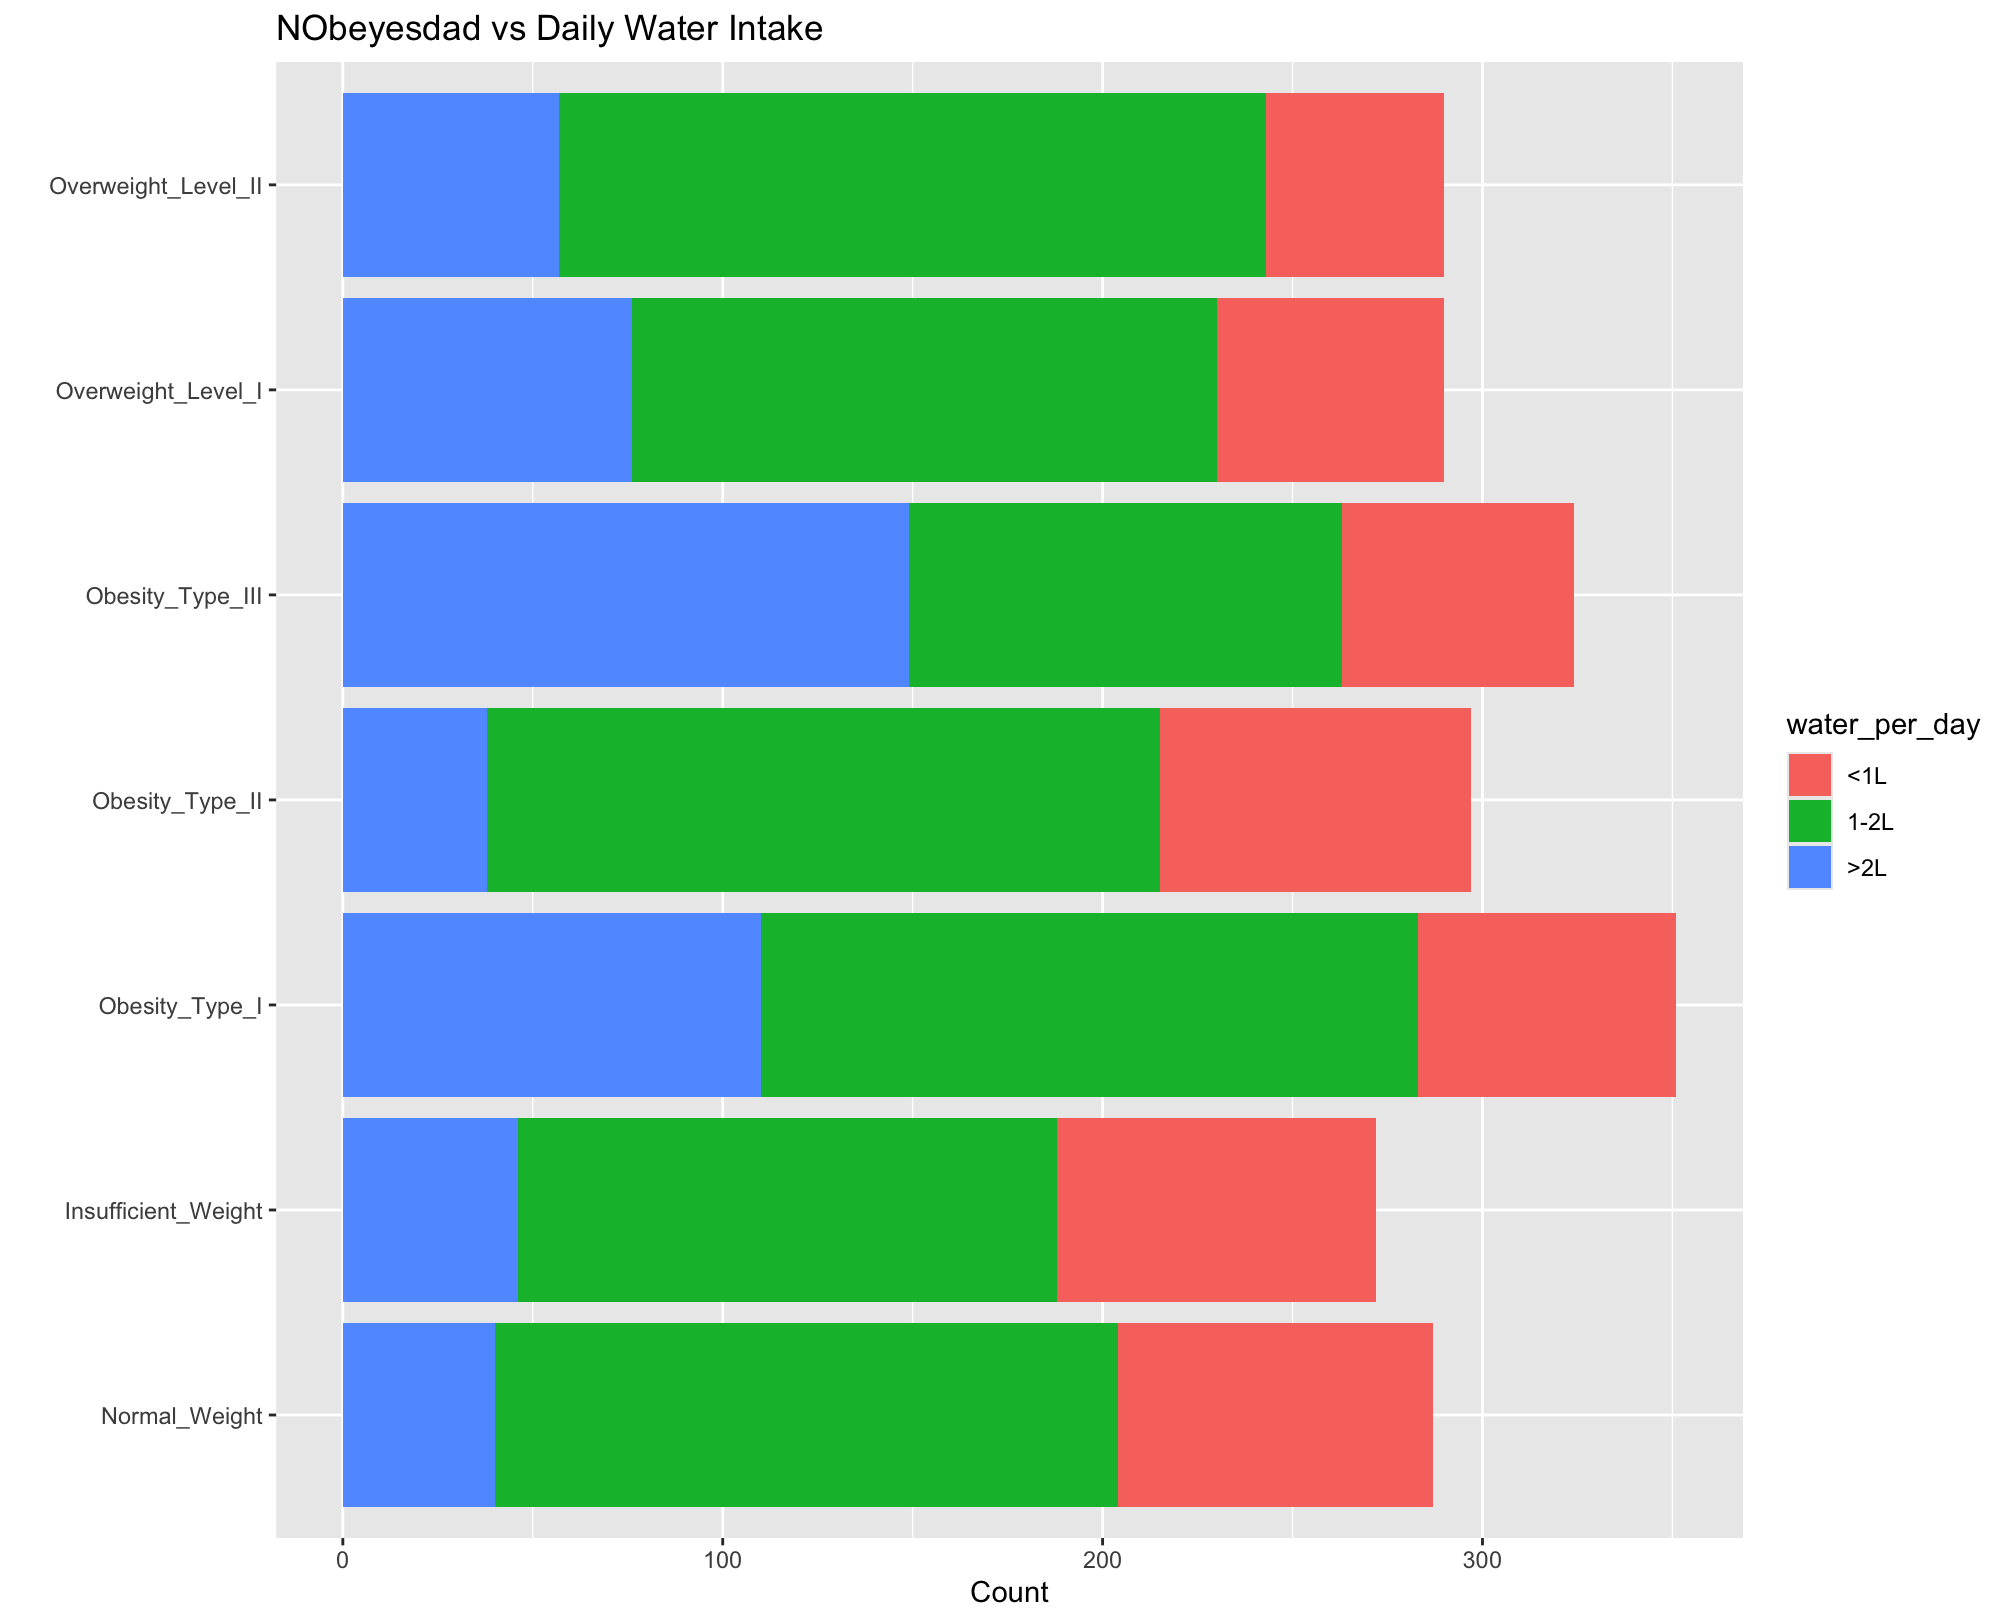 NObeyesdad vs Daily Water Intake
Overweight_Level_II
Overweight_Level_I
Obesity_Type_III
Obesity_Type_II
Obesity_Type_I
Insufficient_Weight
Normal_Weight
0 100 200 300
Count
water_per_day
<1L
1-2L
>2L